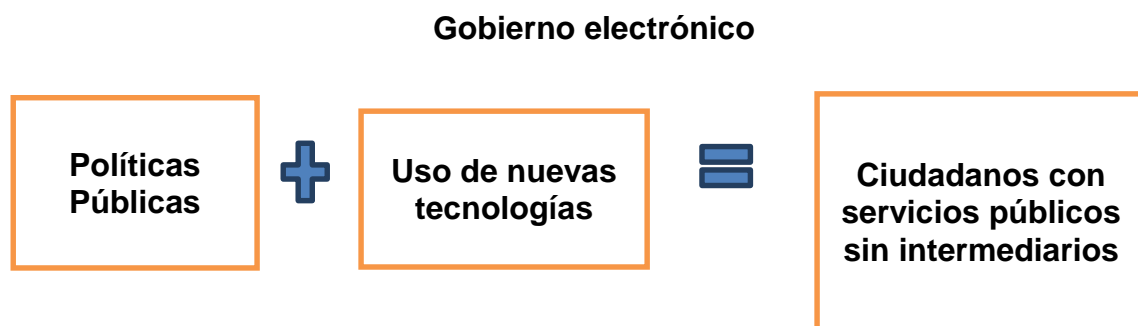 Gobierno electrónico
Políticas
Públicas
Uso de nuevas
tecnologías
Ciudadanos con
servicios públicos
sin intermediarios